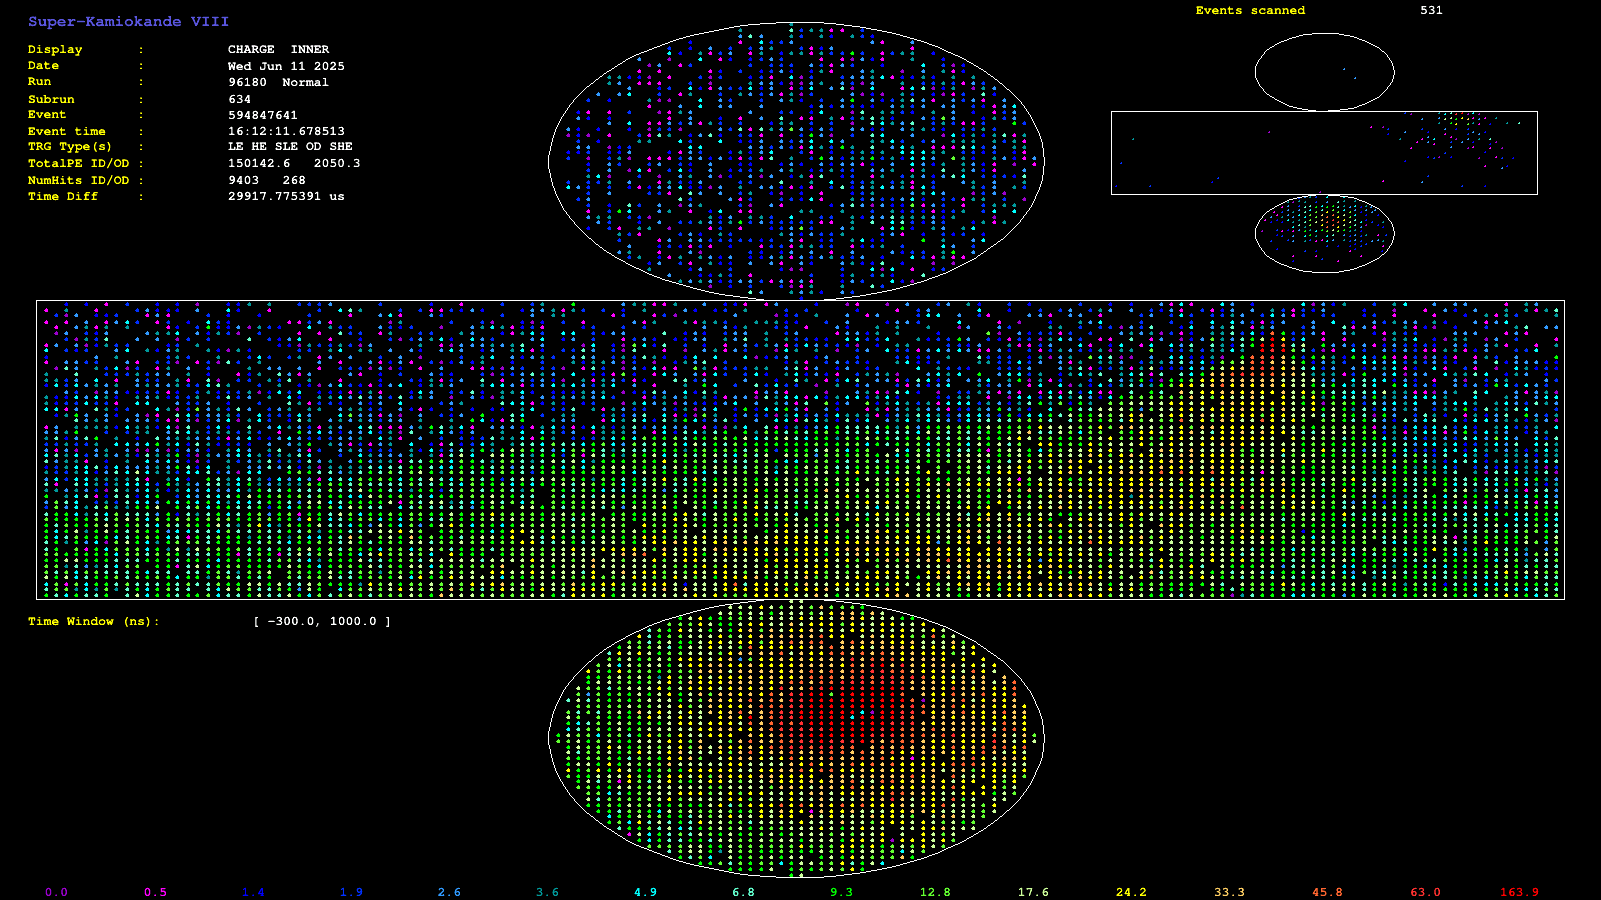 Super-Kamiokande VIII
Events scanned 531
Display : CHARGE INNER
Date : Wed Jun 11 2025
Run : 96180 Normal
Subrun : 634
Event : 594847641
Event time : 16:12:11.678513
TRG Type(s) : LE HE SLE OD SHE
TotalPE ID/OD : 150142.6 2050.3
NumHits ID/OD : 9403 268
Time Diff : 29917.775391 us
Time Window (ns): [ -300.0, 1000.0 ]
0.0 0.5 1.4 1.9 2.6 3.6 4.9 6.8 9.3 12.8 17.6 24.2 33.3 45.8 63.0 163.9